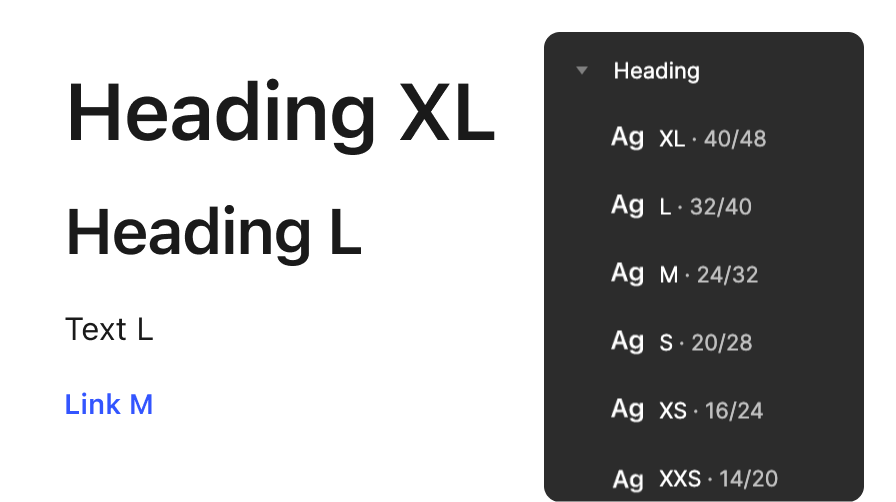 Heading XL
Heading L
Text L
Link M
Heading
Ag XL · 40/48
Ag L · 32/40
Ag M · 24/32
Ag S · 20/28
Ag XS · 16/24
Ag XXS · 14/20